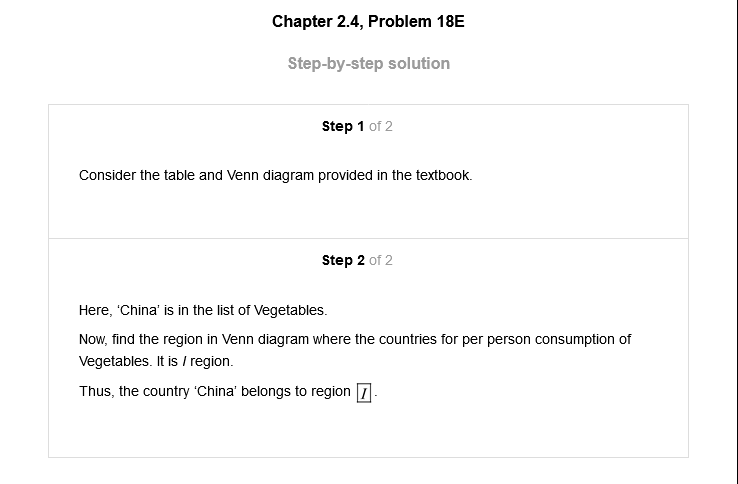 Chapter 2.4, Problem 18E
Step-by-step solution
Step 1 of 2
Consider the table and Venn diagram provided in the textbook.
Step 2 of 2
Here, ‘China’ is in the list of Vegetables.
Now, find the region in Venn diagram where the countries for per person consumption of
Vegetables. It is I region.
Thus, the country ‘China’ belongs to region I .